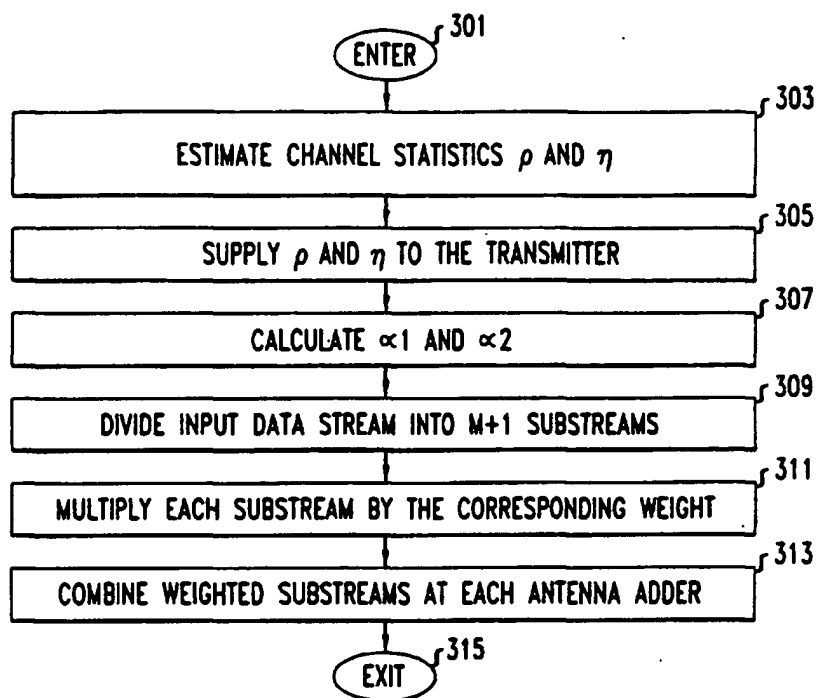 301
ENTER
303
ESTIMATE CHANNEL STATISTICS ρ AND η
305
SUPPLY ρ AND η TO THE TRANSMITTER
307
CALCULATE ∝1 AND ∝2
309
DIVIDE INPUT DATA STREAM INTO M+1 SUBSTREAMS
311
MULTIPLY EACH SUBSTREAM BY THE CORRESPONDING WEIGHT
313
COMBINE WEIGHTED SUBSTREAMS AT EACH ANTENNA ADDER
315
EXIT